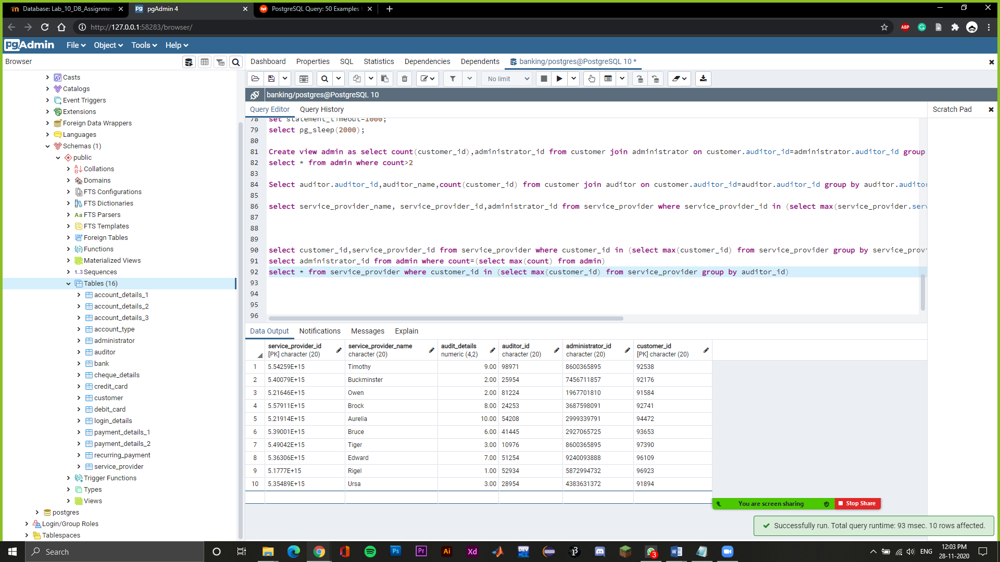 Database: Lab_10_DB_Assignmen
pgAdmin 4
PostgreSQL Query: 50 Examples
http://127.0.0.1:58283/browser/
ABP
pgAdmin
File
Object
Tools
Help
Browser
Dashboard
Properties
SQL
Statistics
Dependencies
Dependents
banking/postgres@PostgreSQL 10 *
No limit
banking/postgres@PostgreSQL 10
Query Editor
Query History
Scratch Pad
Casts
Catalogs
Event Triggers
Extensions
Foreign Data Wrappers
Languages
Schemas (1)
public
Collations
Domains
FTS Configurations
FTS Dictionaries
Aa FTS Parsers
FTS Templates
Foreign Tables
Functions
Materialized Views
1..3 Sequences
Tables (16)
account_details_1
account_details_2
account_details_3
account_type
administrator
auditor
bank
cheque_details
credit_card
customer
debit_card
login_details
payment_details_1
payment_details_2
recurring_payment
service_provider
Trigger Functions
Types
Views
postgres
Login/Group Roles
Tablespaces
78 set statement_timeout=1000;
79 select pg_sleep(2000);
80
81 Create view admin as select count(customer_id),administrator_id from customer join administrator on customer.auditor_id=administrator.auditor_id group
82 select * from admin where count>2
83
84 Select auditor.auditor_id,auditor_name,count(customer_id) from customer join auditor on customer.auditor_id=auditor.auditor_id group by auditor.auditor
85
86 select service_provider_name, service_provider_id,administrator_id from service_provider where service_provider_id in (select max(service_provider.serv
87
88
89
90 select customer_id,service_provider_id from service_provider where customer_id in (select max(customer_id) from service_provider group by service_prov
91 select administrator_id from admin where count=(select max(count) from admin)
92 select * from service_provider where customer_id in (select max(customer_id) from service_provider group by auditor_id)
93
94
95
96
Data Output
Notifications
Messages
Explain
service_provider_id [PK] character (20)
service_provider_name character (20)
audit_details numeric (4,2)
auditor_id character (20)
administrator_id character (20)
customer_id [PK] character (20)
1 5.54259E+15 Timothy 9.00 98971 8600365895 92538
2 5.40079E+15 Buckminster 2.00 25954 7456711857 92176
3 5.21646E+15 Owen 2.00 81224 1967701810 91584
4 5.57911E+15 Brock 8.00 24253 3687598091 92741
5 5.21914E+15 Aurelia 10.00 54208 2999339791 94472
6 5.39001E+15 Bruce 6.00 41445 2927065725 93653
7 5.49042E+15 Tiger 3.00 10976 8600365895 97390
8 5.36306E+15 Edward 7.00 51254 9240093888 96109
9 5.1777E+15 Rigel 1.00 52934 5872994732 96923
10 5.35489E+15 Ursa 3.00 28954 4383631372 91894
You are screen sharing
Stop Share
Successfully run. Total query runtime: 93 msec. 10 rows affected.
Search
Ps
Pr
Ai
Xd
DEV
3
ENG
12:03 PM
28-11-2020